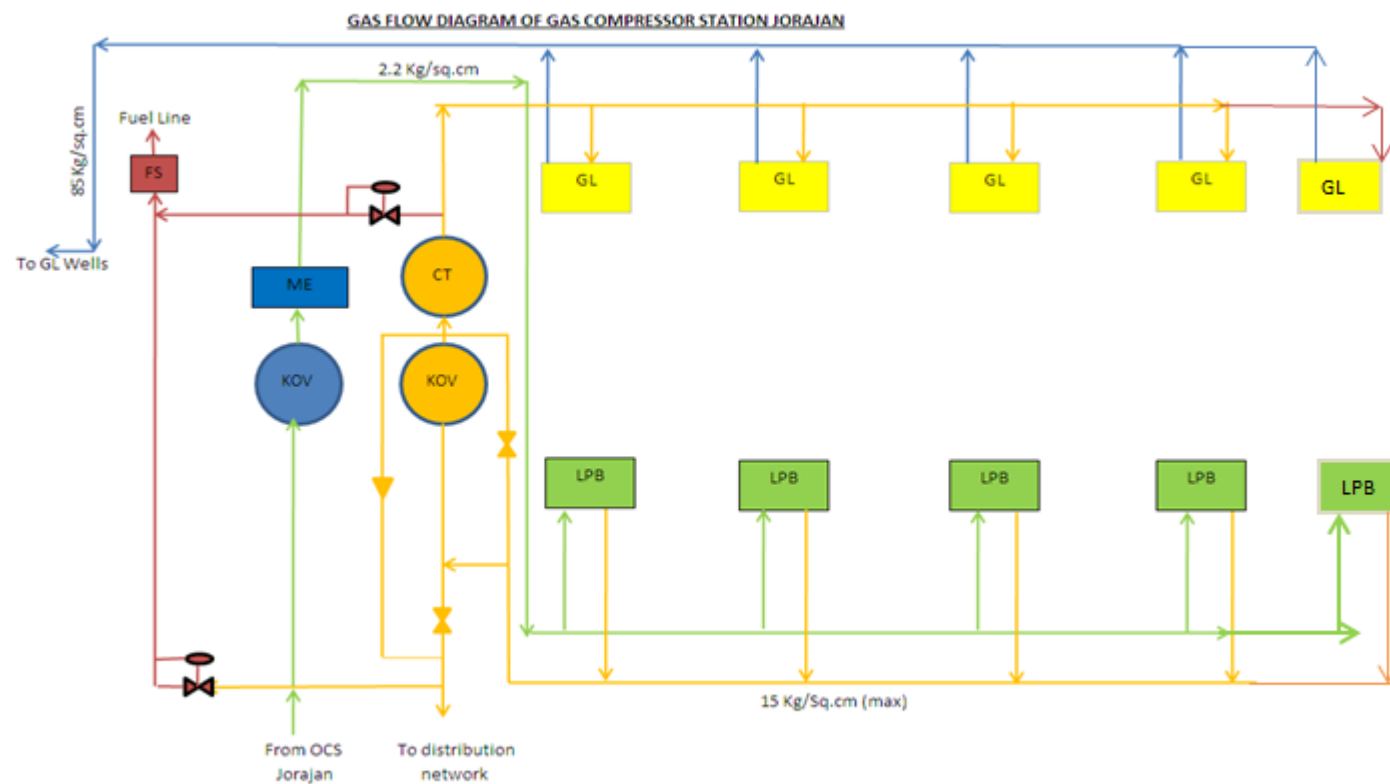 GAS FLOW DIAGRAM OF GAS COMPRESSOR STATION JORAJAN
2.2 Kg/sq.cm
85 Kg/sq.cm
Fuel Line
FS
GL
GL
GL
GL
GL
To GL Wells
ME
CT
KOV
KOV
LPB
LPB
LPB
LPB
LPB
15 Kg/Sq.cm (max)
From OCS
Jorajan
To distribution
network